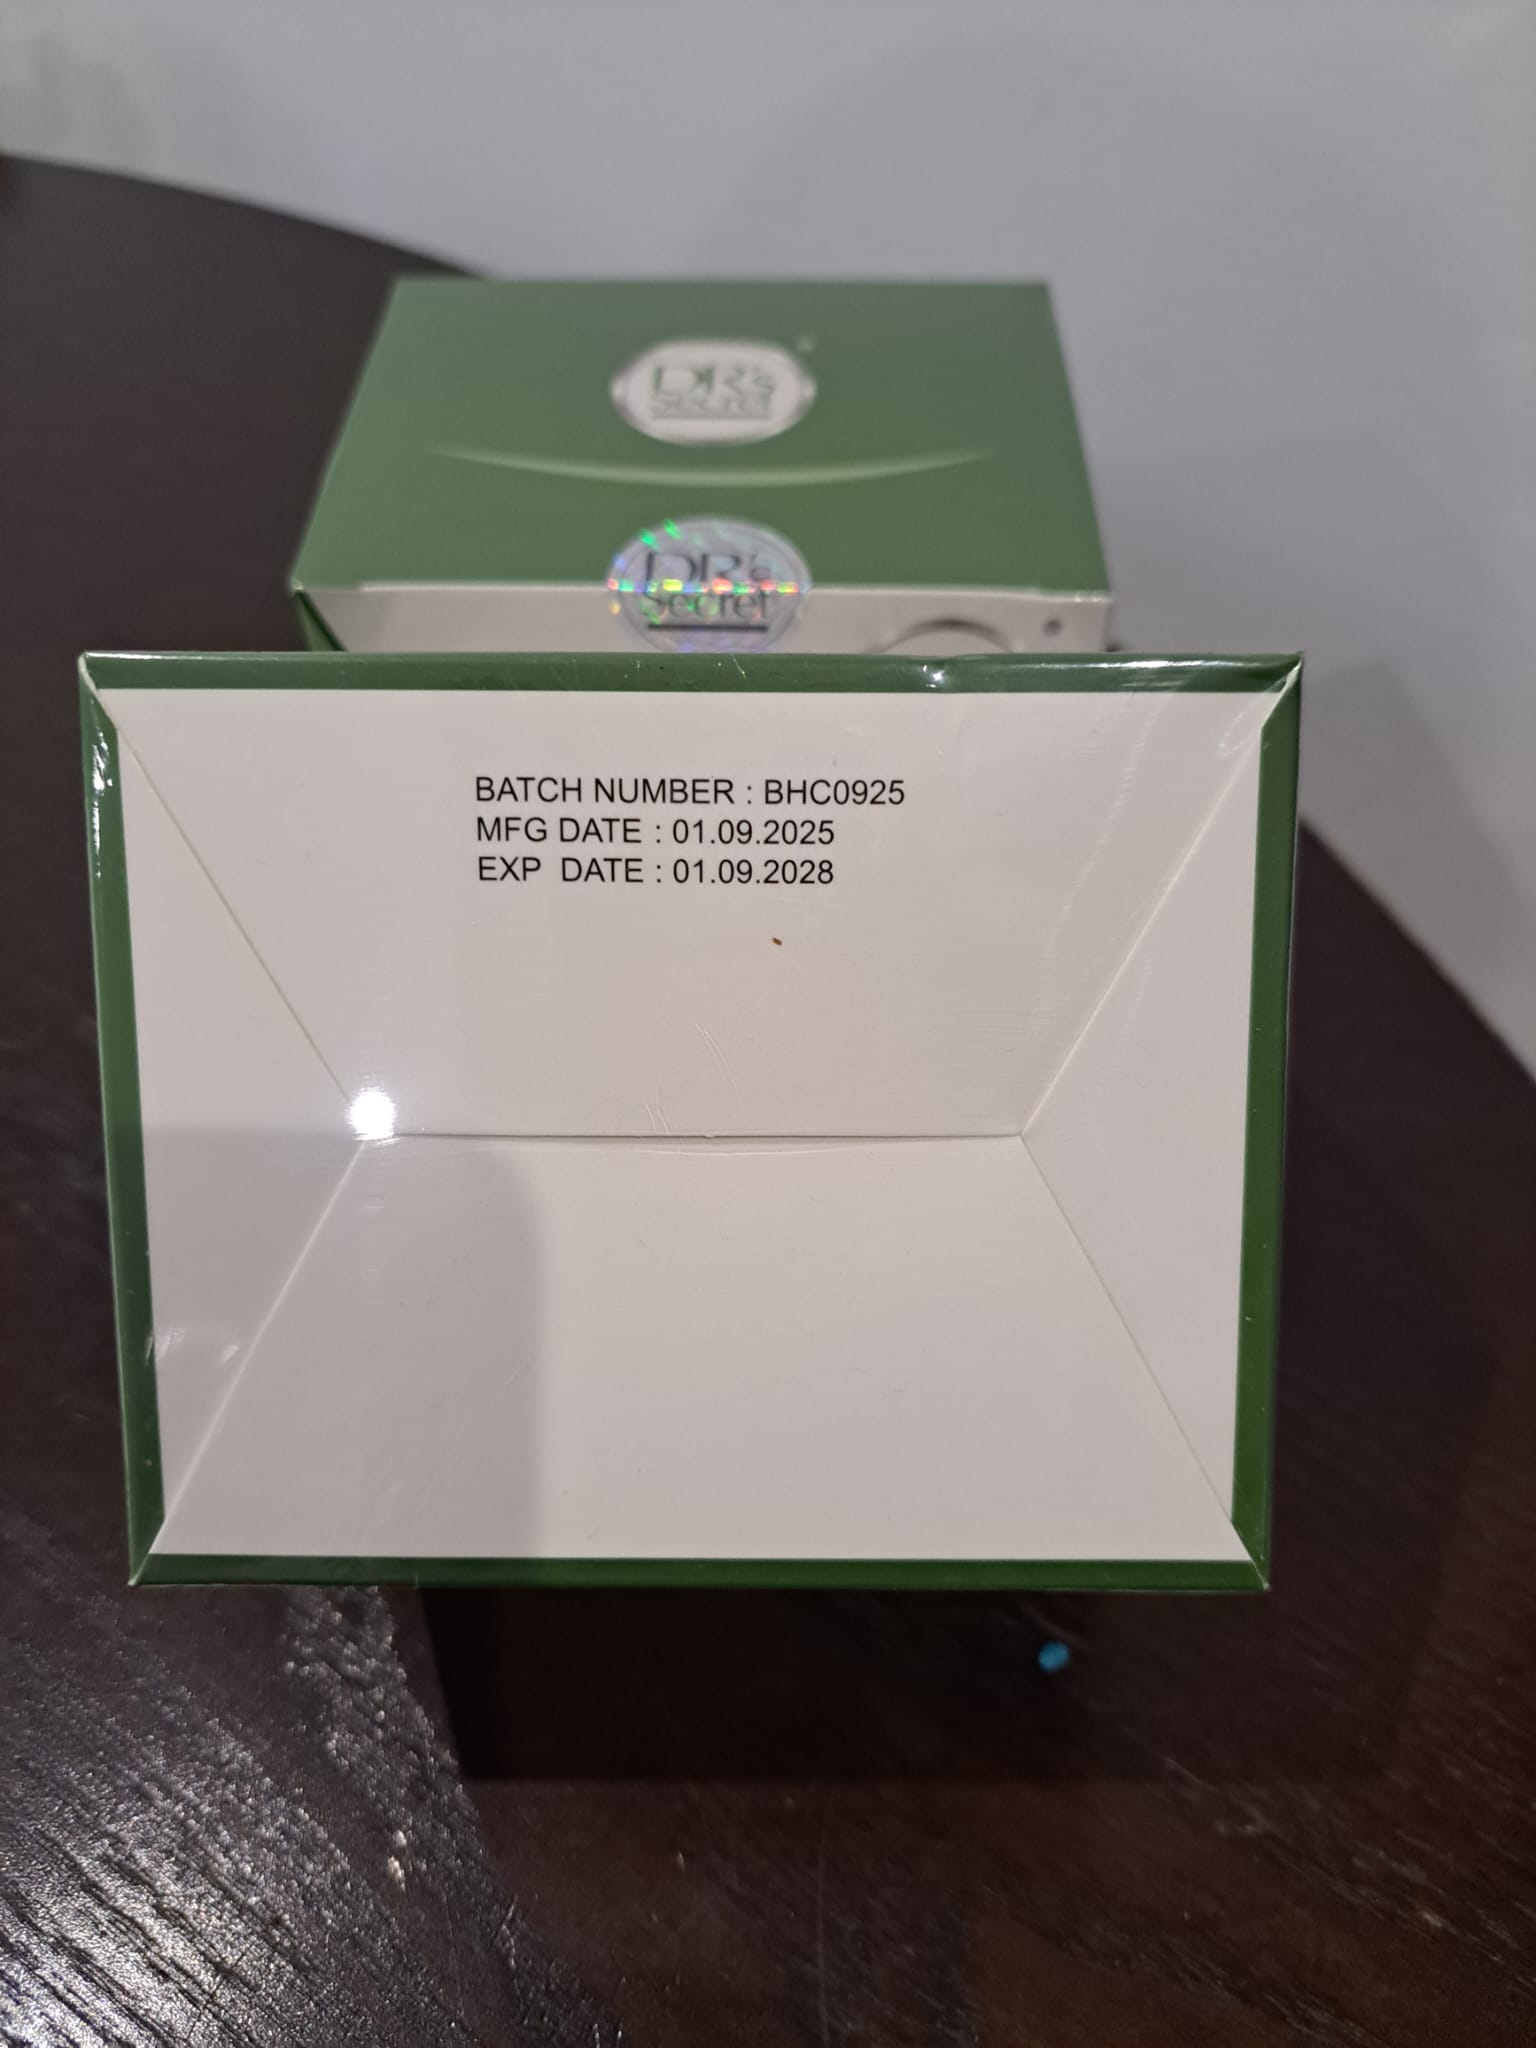 DR's
Secret
DR's
Secret
BATCH NUMBER : BHC0925
MFG DATE : 01.09.2025
EXP DATE : 01.09.2028